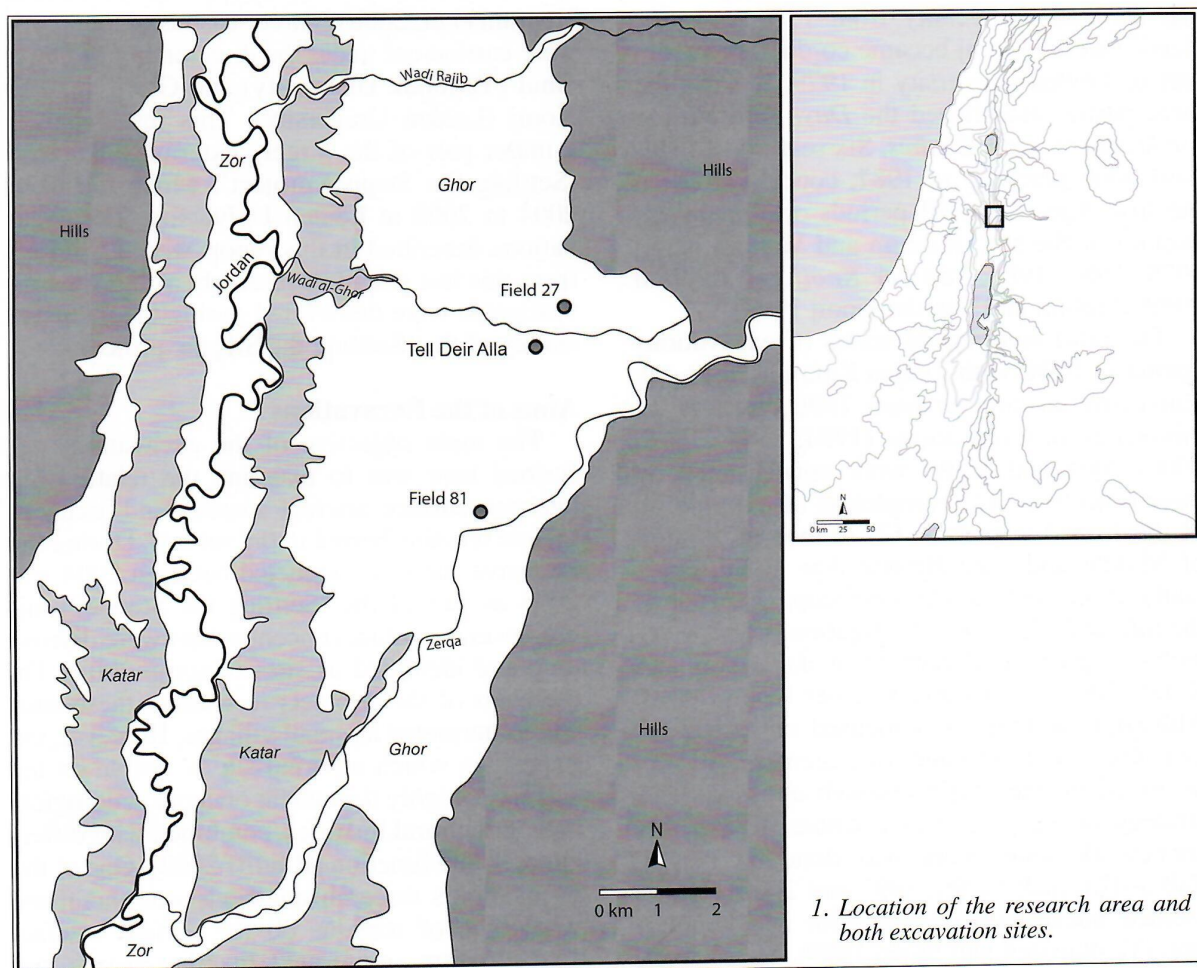 Wadi Rajib
Zor
Ghor
Hills
Hills
Jordan
Wadi al-Ghor
Field 27
Tell Deir Alla
Field 81
Zerqa
Katar
Katar
Ghor
Hills
N
0 km 1 2
Zor
N
0 km 25 50
1. Location of the research area and
both excavation sites.